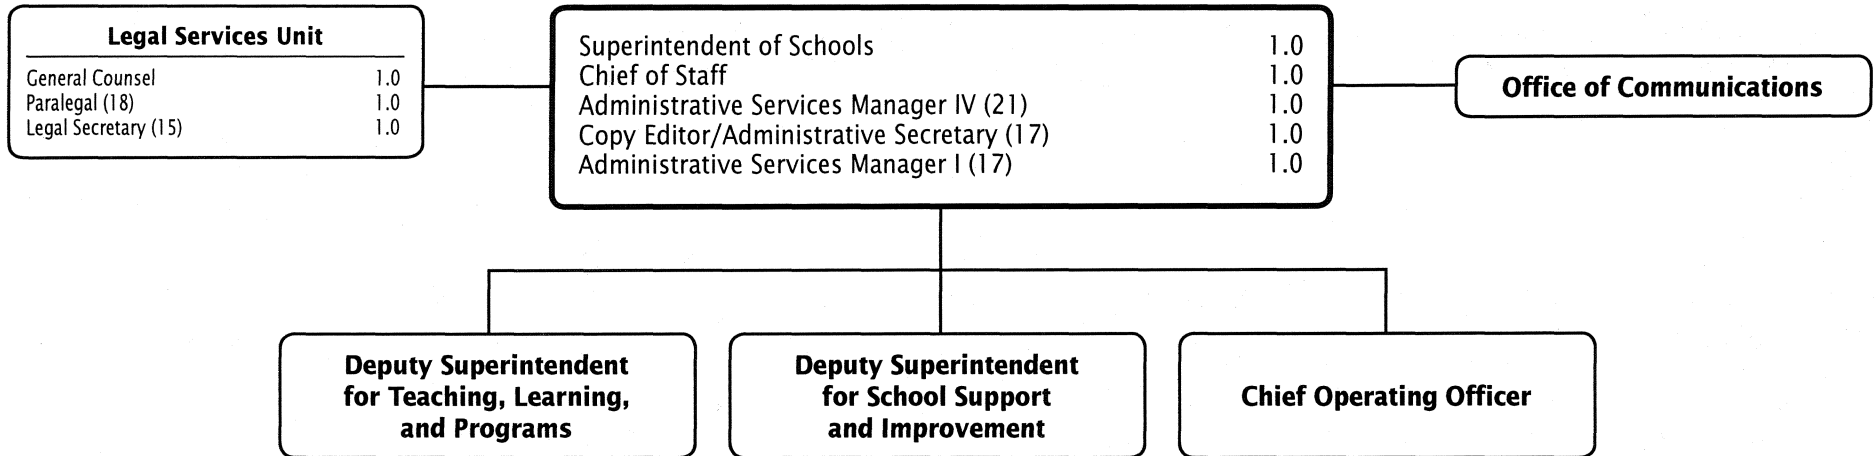 Legal Services Unit
General Counsel 1.0
Paralegal (18) 1.0
Legal Secretary (15) 1.0
Superintendent of Schools 1.0
Chief of Staff 1.0
Administrative Services Manager IV (21) 1.0
Copy Editor/Administrative Secretary (17) 1.0
Administrative Services Manager I (17) 1.0
Office of Communications
Deputy Superintendent
for Teaching, Learning,
and Programs
Deputy Superintendent
for School Support
and Improvement
Chief Operating Officer